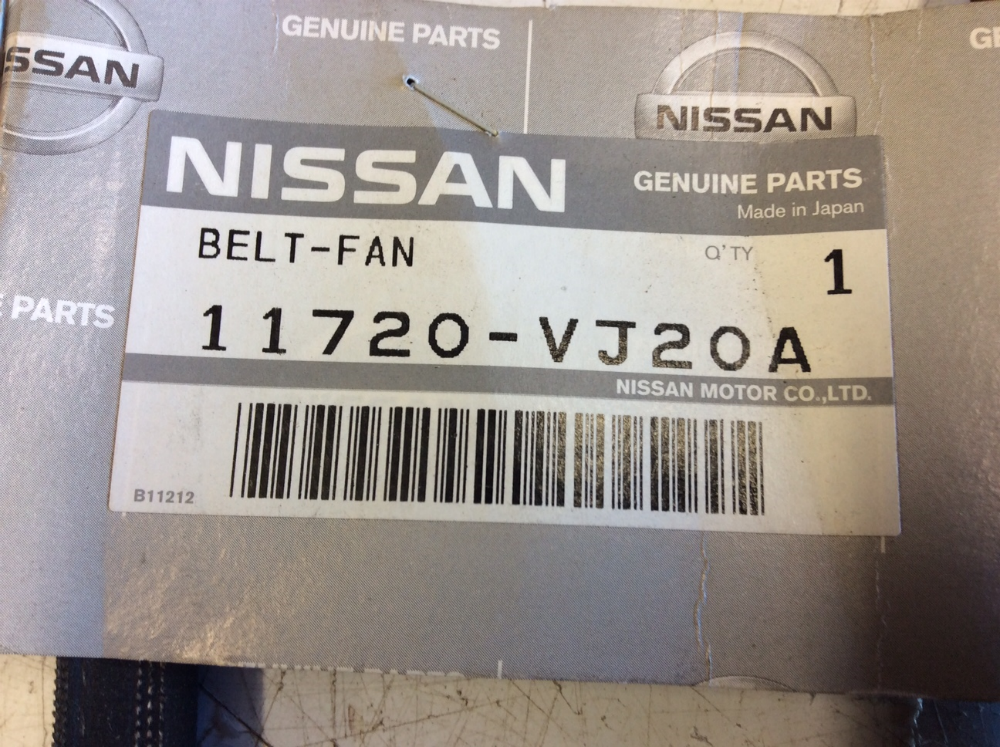 GENUINE PARTS
NISSAN
NISSAN
NISSAN
GENUINE PARTS
Made in Japan
BELT-FAN
Q'TY
1
PARTS
11720-VJ20A
NISSAN MOTOR CO.,LTD.
B11212